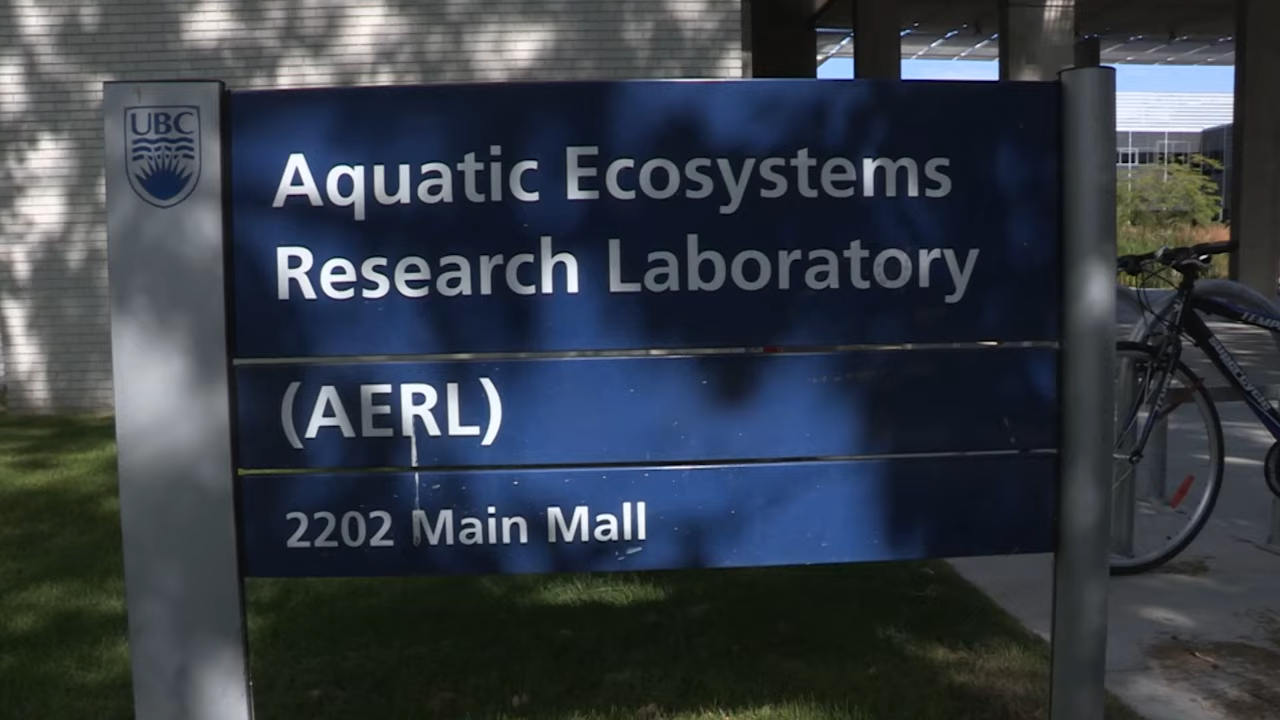 UBC
Aquatic Ecosystems
Research Laboratory
(AERL)
2202 Main Mall